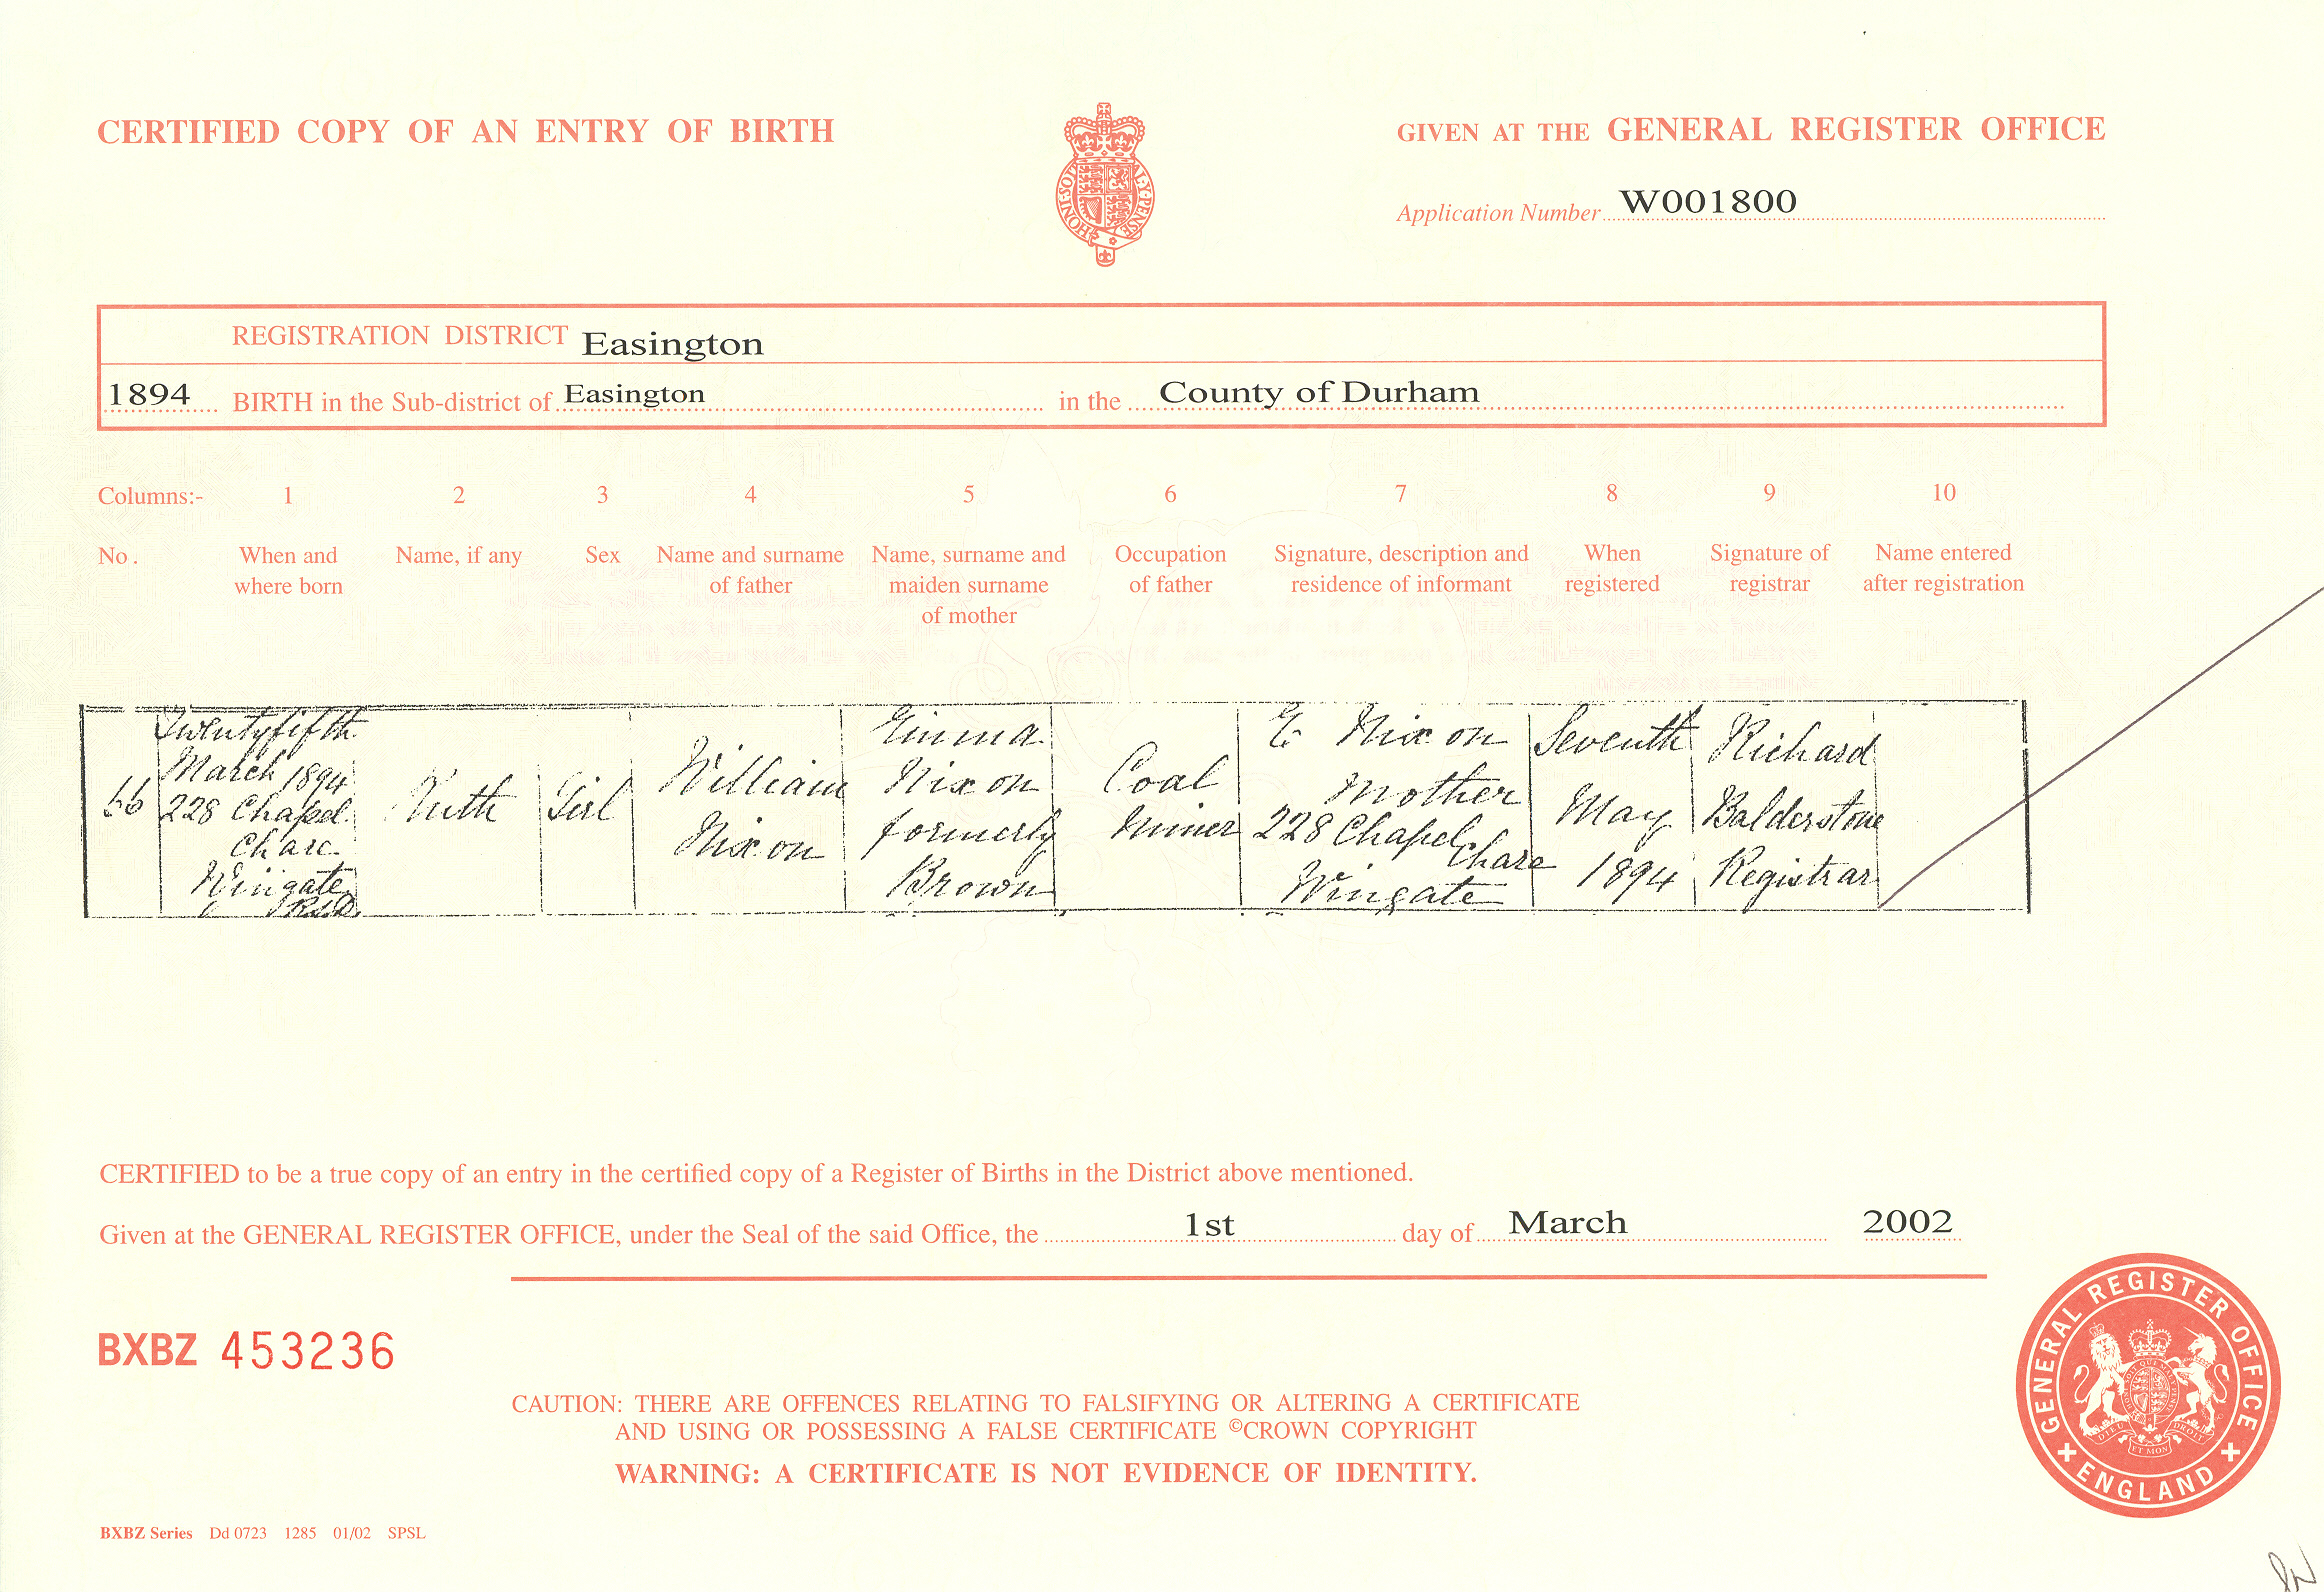 CERTIFIED COPY OF AN ENTRY OF BIRTH
GIVEN AT THE GENERAL REGISTER OFFICE
HONI·SOI AL·Y·PENSE
Application Number W001800
REGISTRATION DISTRICT Easington
1894 BIRTH in the Sub-district of Easington in the County of Durham
Columns:- 1 2 3 4 5 6 7 8 9 10
No. When and where born
Name, if any
Sex
Name and surname of father
Name, surname and maiden surname of mother
Occupation of father
Signature, description and residence of informant
When registered
Signature of registrar
Name entered after registration
Twentyfifth
March 1894
228 Chapel
Chare
Wingate
R.S.D.
Ruth
Girl
William
Nixon
Emma
Nixon
formerly
Brown
Coal
Miner
E. Nixon
Mother
228 Chapel Chare
Wingate
Seventh
May
1894
Richard
Balderstone
Registrar
CERTIFIED to be a true copy of an entry in the certified copy of a Register of Births in the District above mentioned.
Given at the GENERAL REGISTER OFFICE, under the Seal of the said Office, the 1st day of March 2002
BXBZ 453236
GENERAL REGISTER OFFICE
ENGLAND
DIEU ET MON DROIT
CAUTION: THERE ARE OFFENCES RELATING TO FALSIFYING OR ALTERING A CERTIFICATE
AND USING OR POSSESSING A FALSE CERTIFICATE ©CROWN COPYRIGHT
WARNING: A CERTIFICATE IS NOT EVIDENCE OF IDENTITY.
BXBZ Series Dd 0723 1285 01/02 SPSL